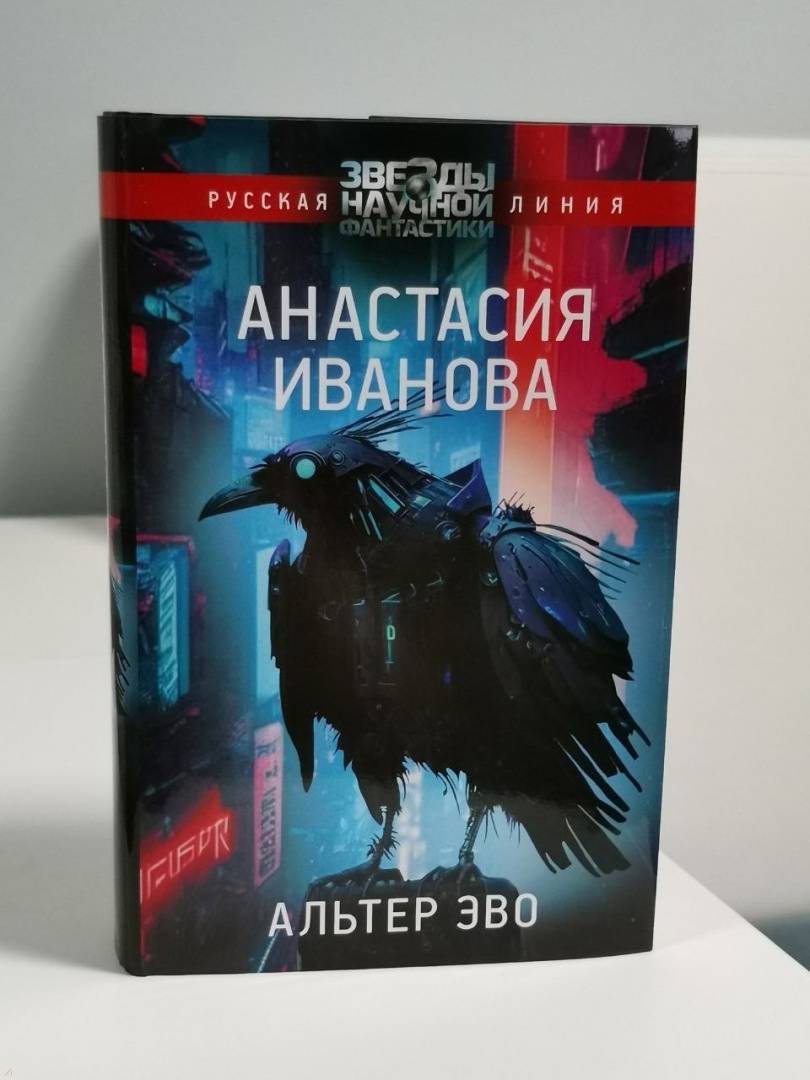 ЗВЕЗДЫ
РУССКАЯ НАУЧНОЙ ЛИНИЯ
ФАНТАСТИКИ
АНАСТАСИЯ
ИВАНОВА
АЛЬТЕР ЭВО